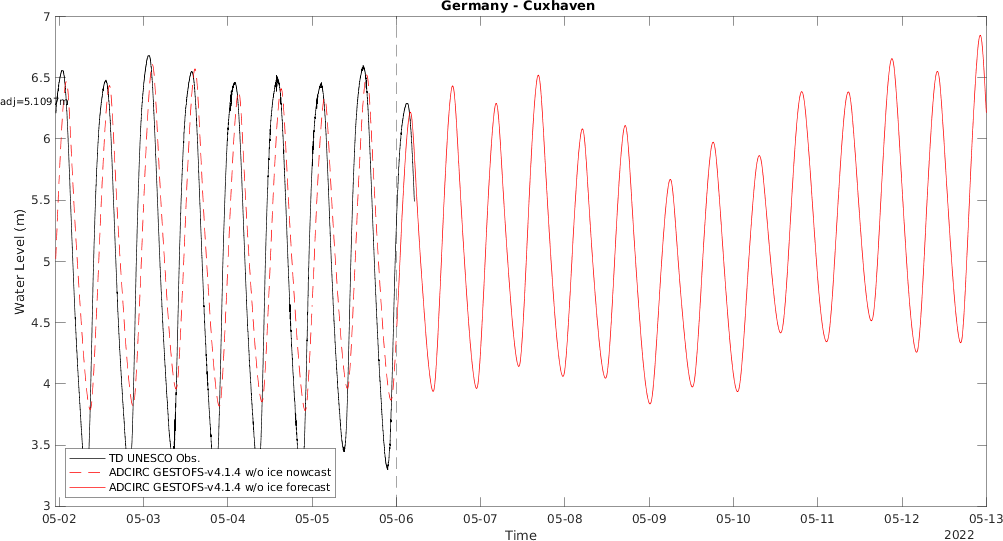 Germany - Cuxhaven
7
6.5
adj=5.1097m
6
5.5
5
4.5
4
3.5
3
Water Level (m)
TD UNESCO Obs.
ADCIRC GESTOFS-v4.1.4 w/o ice nowcast
ADCIRC GESTOFS-v4.1.4 w/o ice forecast
05-02 05-03 05-04 05-05 05-06 05-07 05-08 05-09 05-10 05-11 05-12 05-13
Time
2022